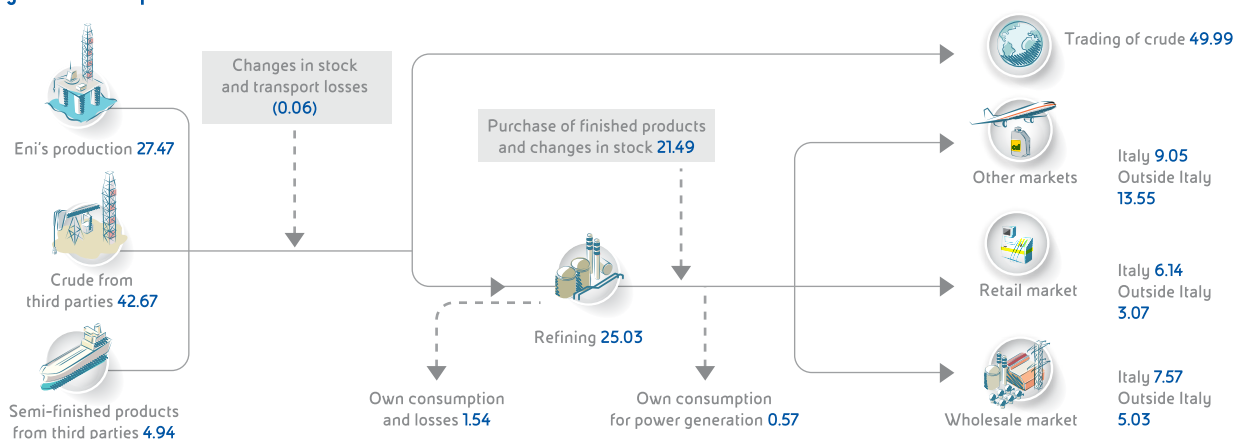 Changes in stock
and transport losses
(0.06)
Trading of crude 49.99
Eni's production 27.47
Purchase of finished products
and changes in stock 21.49
Other markets
Italy 9.05
Outside Italy
13.55
Crude from
third parties 42.67
Refining 25.03
Retail market
Italy 6.14
Outside Italy
3.07
Semi-finished products
from third parties 4.94
Own consumption
and losses 1.54
Own consumption
for power generation 0.57
Wholesale market
Italy 7.57
Outside Italy
5.03